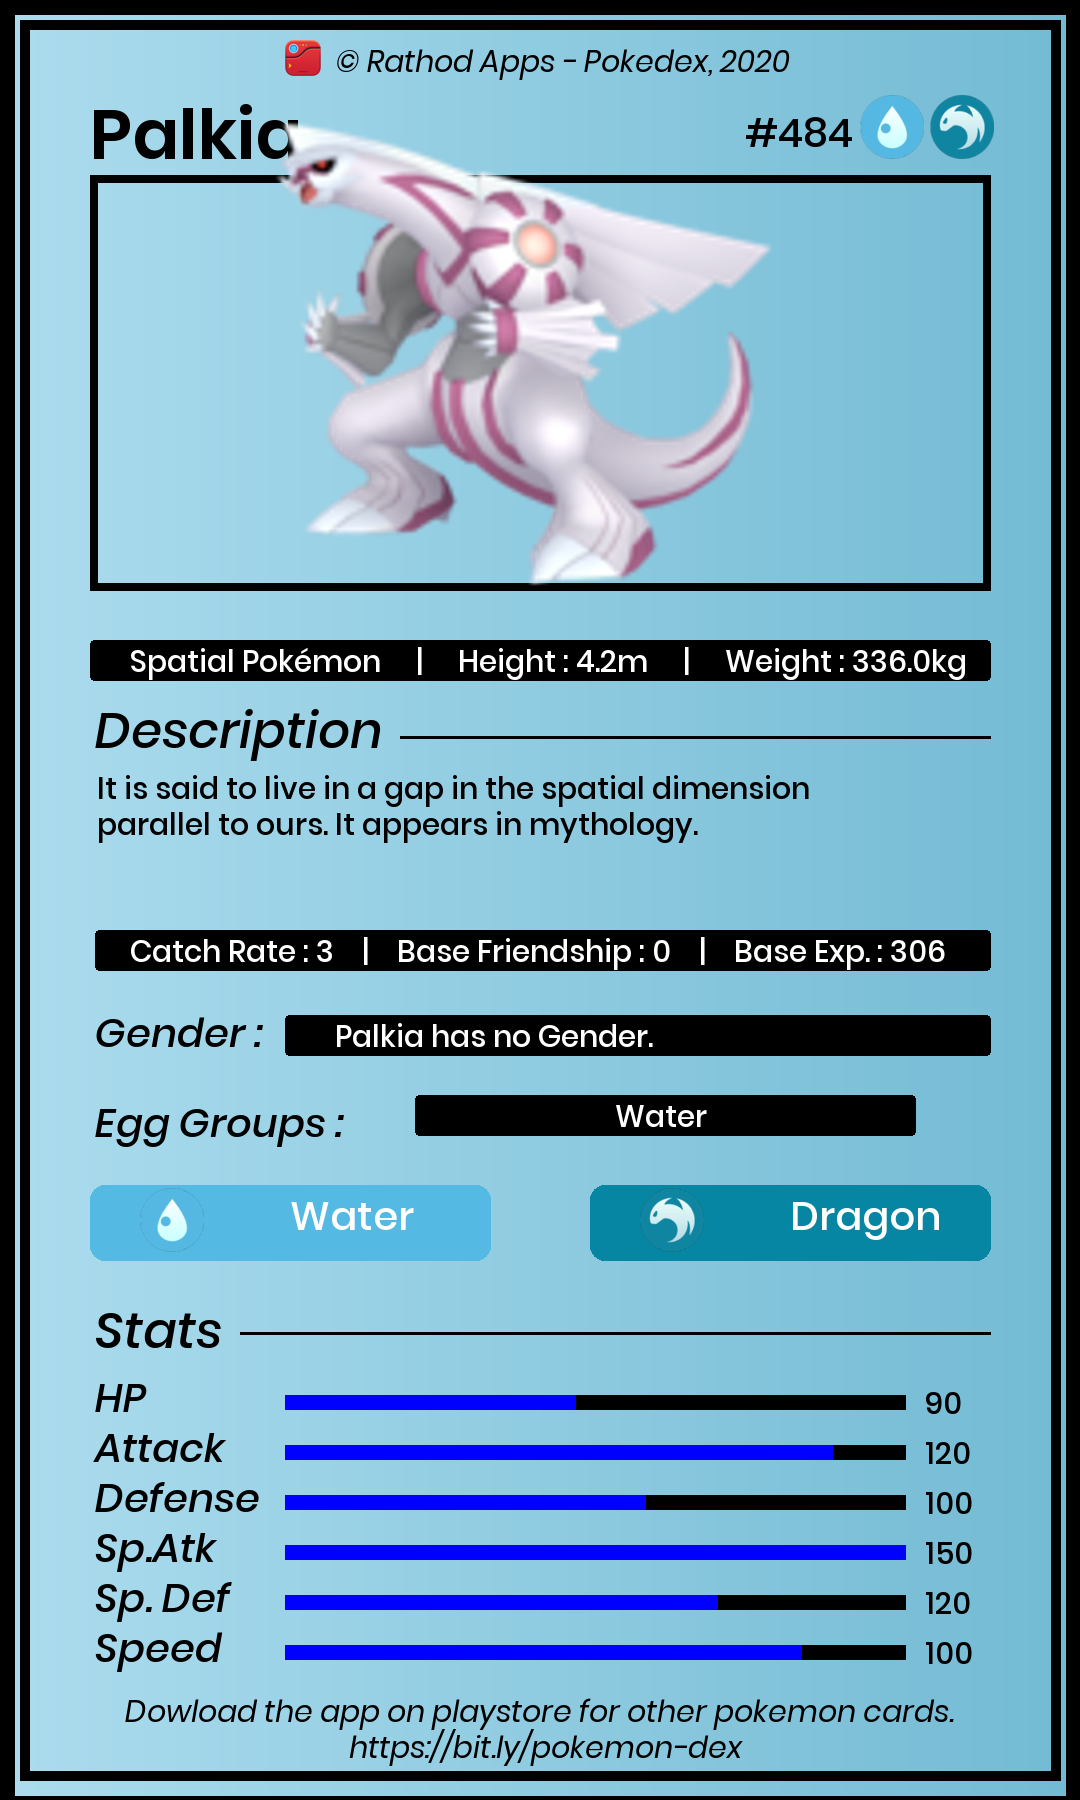 © Rathod Apps - Pokedex, 2020
Palkia #484
Spatial Pokémon | Height : 4.2m | Weight : 336.0kg
Description
It is said to live in a gap in the spatial dimension
parallel to ours. It appears in mythology.
Catch Rate : 3 | Base Friendship : 0 | Base Exp. : 306
Gender : Palkia has no Gender.
Egg Groups : Water
Water Dragon
Stats
HP 90
Attack 120
Defense 100
Sp.Atk 150
Sp. Def 120
Speed 100
Dowload the app on playstore for other pokemon cards.
https://bit.ly/pokemon-dex